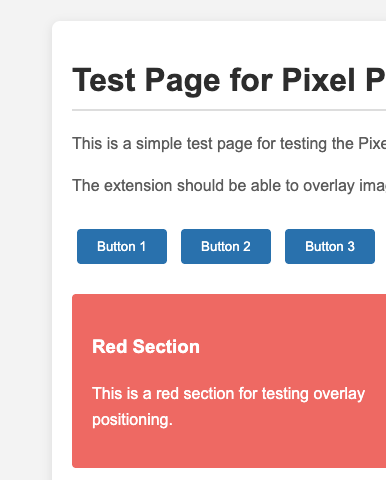 Test Page for Pixel P
This is a simple test page for testing the Pixe
The extension should be able to overlay ima
Button 1 Button 2 Button 3
Red Section
This is a red section for testing overlay
positioning.